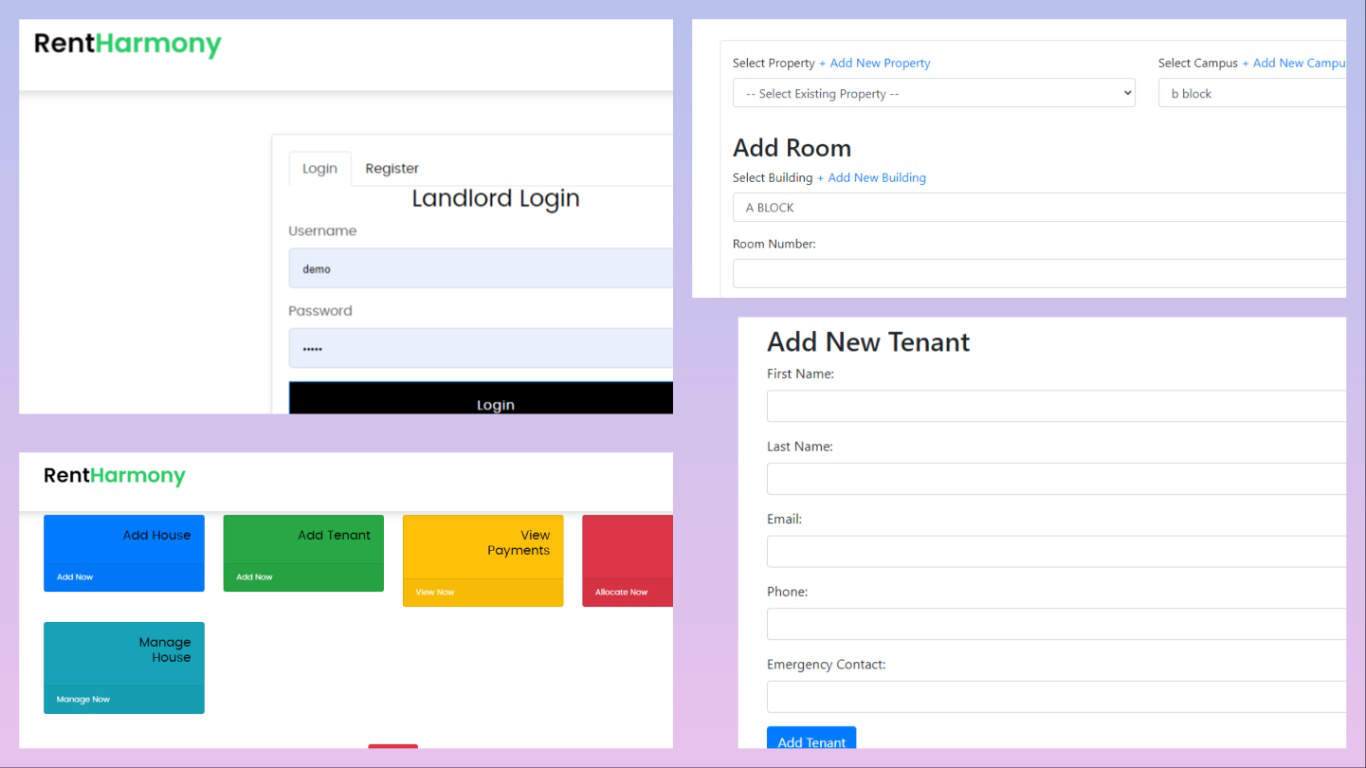 RentHarmony
Login Register
Landlord Login
Username
demo
Password
•••••
Login
RentHarmony
Add House
Add Now
Add Tenant
Add Now
View
Payments
View Now
Allocate Now
Manage
House
Manage Now
Select Property + Add New Property
-- Select Existing Property --
Select Campus + Add New Campu
b block
Add Room
Select Building + Add New Building
A BLOCK
Room Number:
Add New Tenant
First Name:
Last Name:
Email:
Phone:
Emergency Contact:
Add Tenant